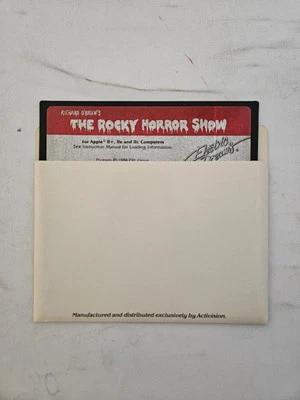 RICHARD O'BRIEN'S
THE ROCKY HORROR SHOW
For Apple® II+, IIe and IIc Computers
See Instruction Manual for Loading Information.
Electric
Dreams
Manufactured and distributed exclusively by Activision.